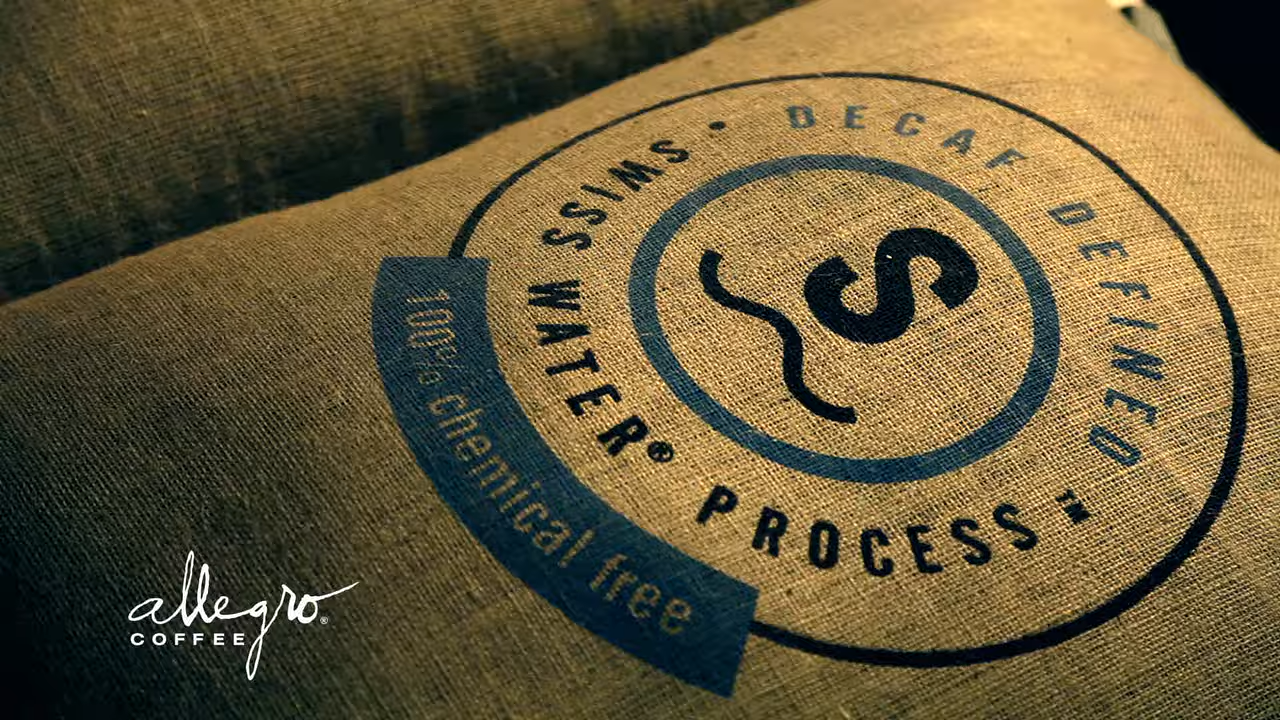 SWISS WATER® PROCESS™
• DECAF DEFINED
S
100% chemical free
allegro®
COFFEE